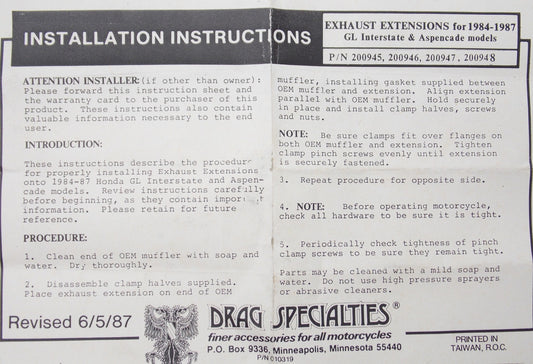 INSTALLATION INSTRUCTIONS
EXHAUST EXTENSIONS for 1984-1987
GL Interstate & Aspencade models
P/N 200945, 200946, 200947, 200948
ATTENTION INSTALLER:(if other than owner):
Please forward this instruction sheet and
the warranty card to the purchaser of this
product. These instructions also contain
valuable information necessary to the end
user.
INTRODUCTION:
These instructions describe the procedure
for properly installing Exhaust Extensions
onto 1984-87 Honda GL Interstate and Aspen-
cade models. Review instructions carefully
before beginning, as they contain important
information. Please retain for future
reference.
PROCEDURE:
1. Clean end of OEM muffler with soap and
water. Dry thoroughly.
2. Disassemble clamp halves supplied.
Place exhaust extension on end of OEM
muffler, installing gasket supplied between
OEM muffler and extension. Align extension
parallel with OEM muffler. Hold securely
in place and install clamp halves, screws
and nuts.
NOTE: Be sure clamps fit over flanges on
both OEM muffler and extension. Tighten
clamp pinch screws evenly until extension
is securely fastened.
3. Repeat procedure for opposite side.
4. NOTE: Before operating motorcycle,
check all hardware to be sure it is tight.
5. Periodically check tightness of pinch
clamp screws to be sure they remain tight.
Parts may be cleaned with a mild soap and
water. Do not use high pressure sprayers
or abrasive cleaners.
Revised 6/5/87
DRAG SPECIALTIES®
finer accessories for all motorcycles
P.O. Box 9336, Minneapolis, Minnesota 55440
P/N 010319
PRINTED IN
TAIWAN, R.O.C.